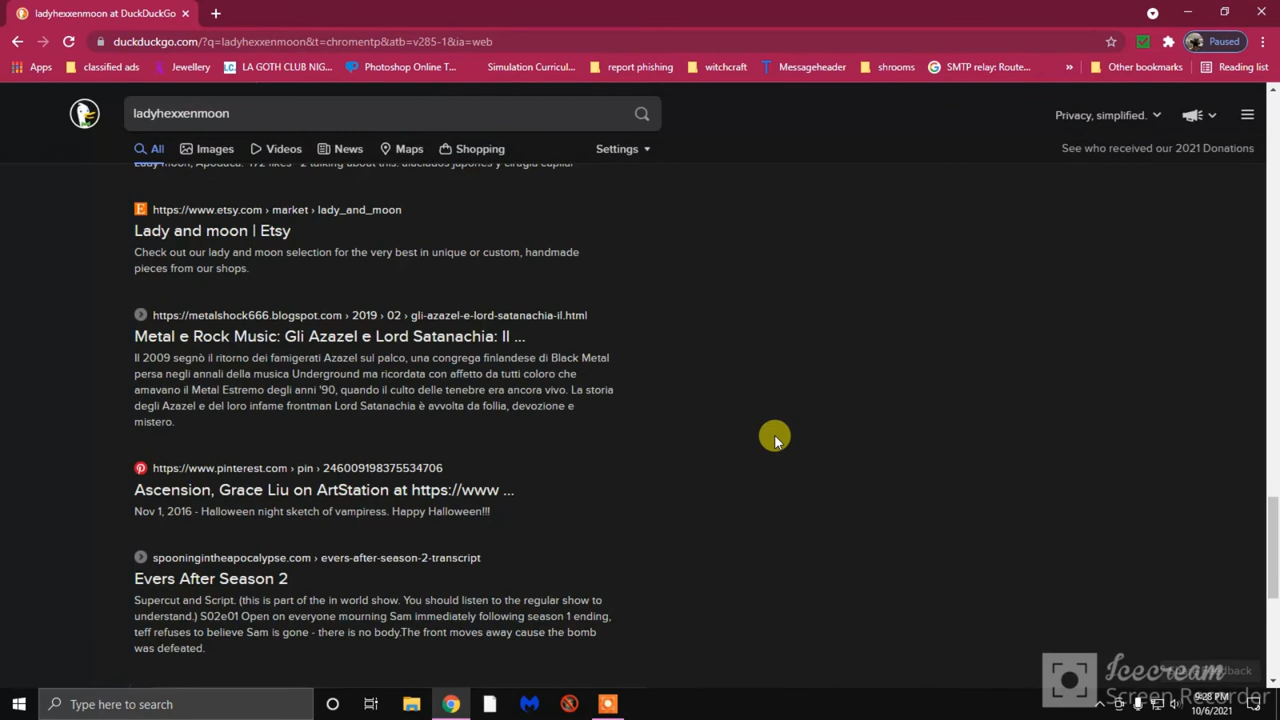 ladyhexxenmoon at DuckDuckGo
duckduckgo.com/?q=ladyhexxenmoon&t=chromentp&atb=v285-1&ia=web
Paused
Apps classified ads Jewellery LA GOTH CLUB NIG... Photoshop Online T... Simulation Curricul... report phishing witchcraft Messageheader shrooms SMTP relay: Route... » Other bookmarks Reading list
ladyhexxenmoon
Privacy, simplified.
All Images Videos News Maps Shopping Settings
See who received our 2021 Donations
https://www.etsy.com › market › lady_and_moon
Lady and moon | Etsy
Check out our lady and moon selection for the very best in unique or custom, handmade
pieces from our shops.
https://metalshock666.blogspot.com › 2019 › 02 › gli-azazel-e-lord-satanachia-il.html
Metal e Rock Music: Gli Azazel e Lord Satanachia: Il ...
Il 2009 segnò il ritorno dei famigerati Azazel sul palco, una congrega finlandese di Black Metal
persa negli annali della musica Underground ma ricordata con affetto da tutti coloro che
amavano il Metal Estremo degli anni '90, quando il culto delle tenebre era ancora vivo. La storia
degli Azazel e del loro infame frontman Lord Satanachia è avvolta da follia, devozione e
mistero.
https://www.pinterest.com › pin › 246009198375534706
Ascension, Grace Liu on ArtStation at https://www ...
Nov 1, 2016 - Halloween night sketch of vampiress. Happy Halloween!!!
spooningintheapocalypse.com › evers-after-season-2-transcript
Evers After Season 2
Supercut and Script. (this is part of the in world show. You should listen to the regular show to
understand.) S02e01 Open on everyone mourning Sam immediately following season 1 ending,
teff refuses to believe Sam is gone - there is no body.The front moves away cause the bomb
was defeated.
Icecream
Screen Recorder
Type here to search
9:28 PM
10/6/2021